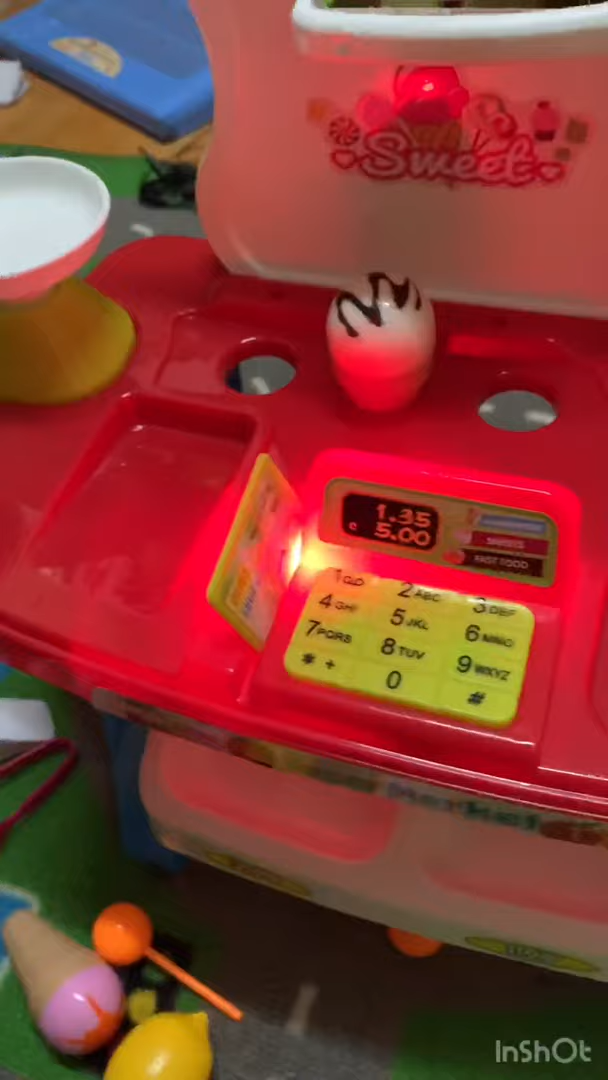 Sweet
1.35
€ 5.00
SWEETS
FAST FOOD
1 QD 2 ABC 3 DEF
4 GHI 5 JKL 6 MNO
7 PQRS 8 TUV 9 WXYZ
* + 0 #
InShOt